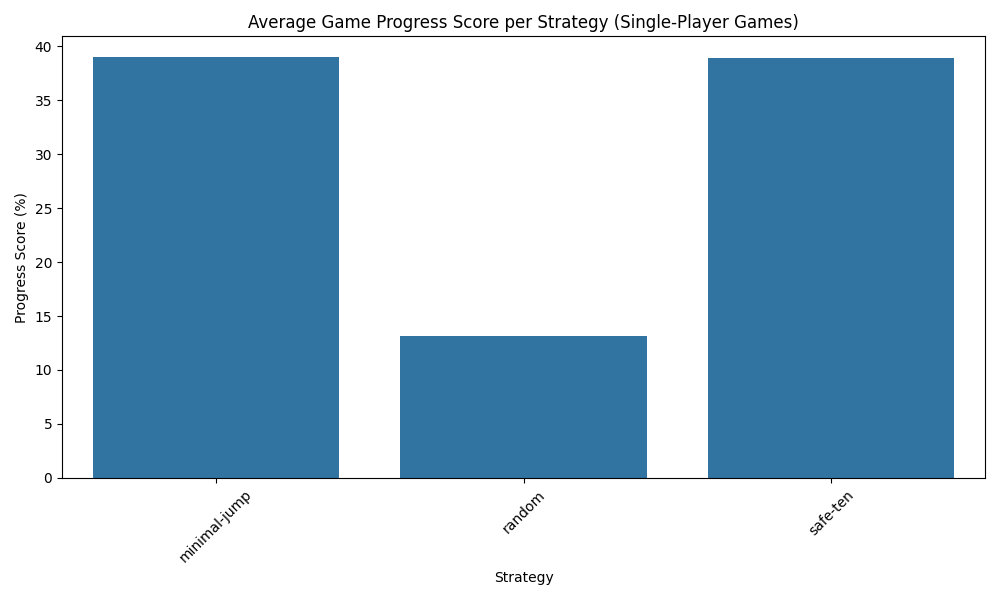 Average Game Progress Score per Strategy (Single-Player Games)
Progress Score (%)
40
35
30
25
20
15
10
5
0
minimal-jump
random
safe-ten
Strategy